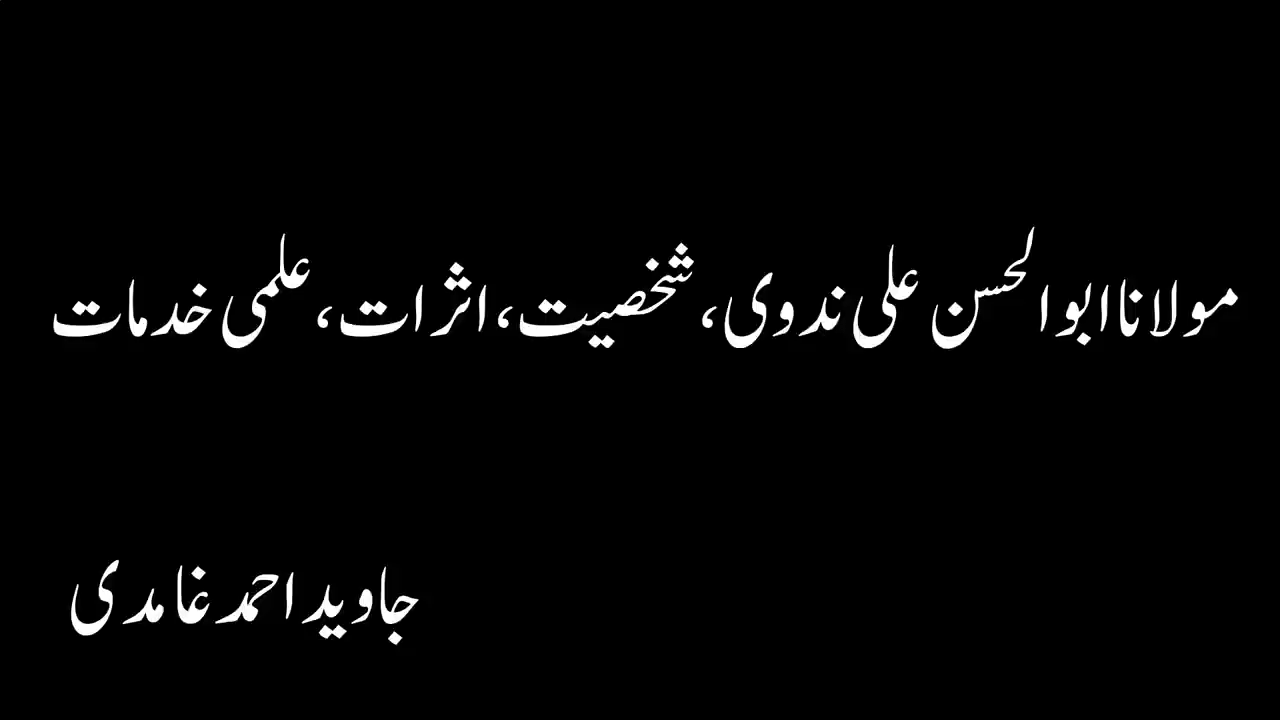 مولانا ابوالحسن علی ندوی، شخصیت، اثرات، علمی خدمات
جاوید احمد غامدی